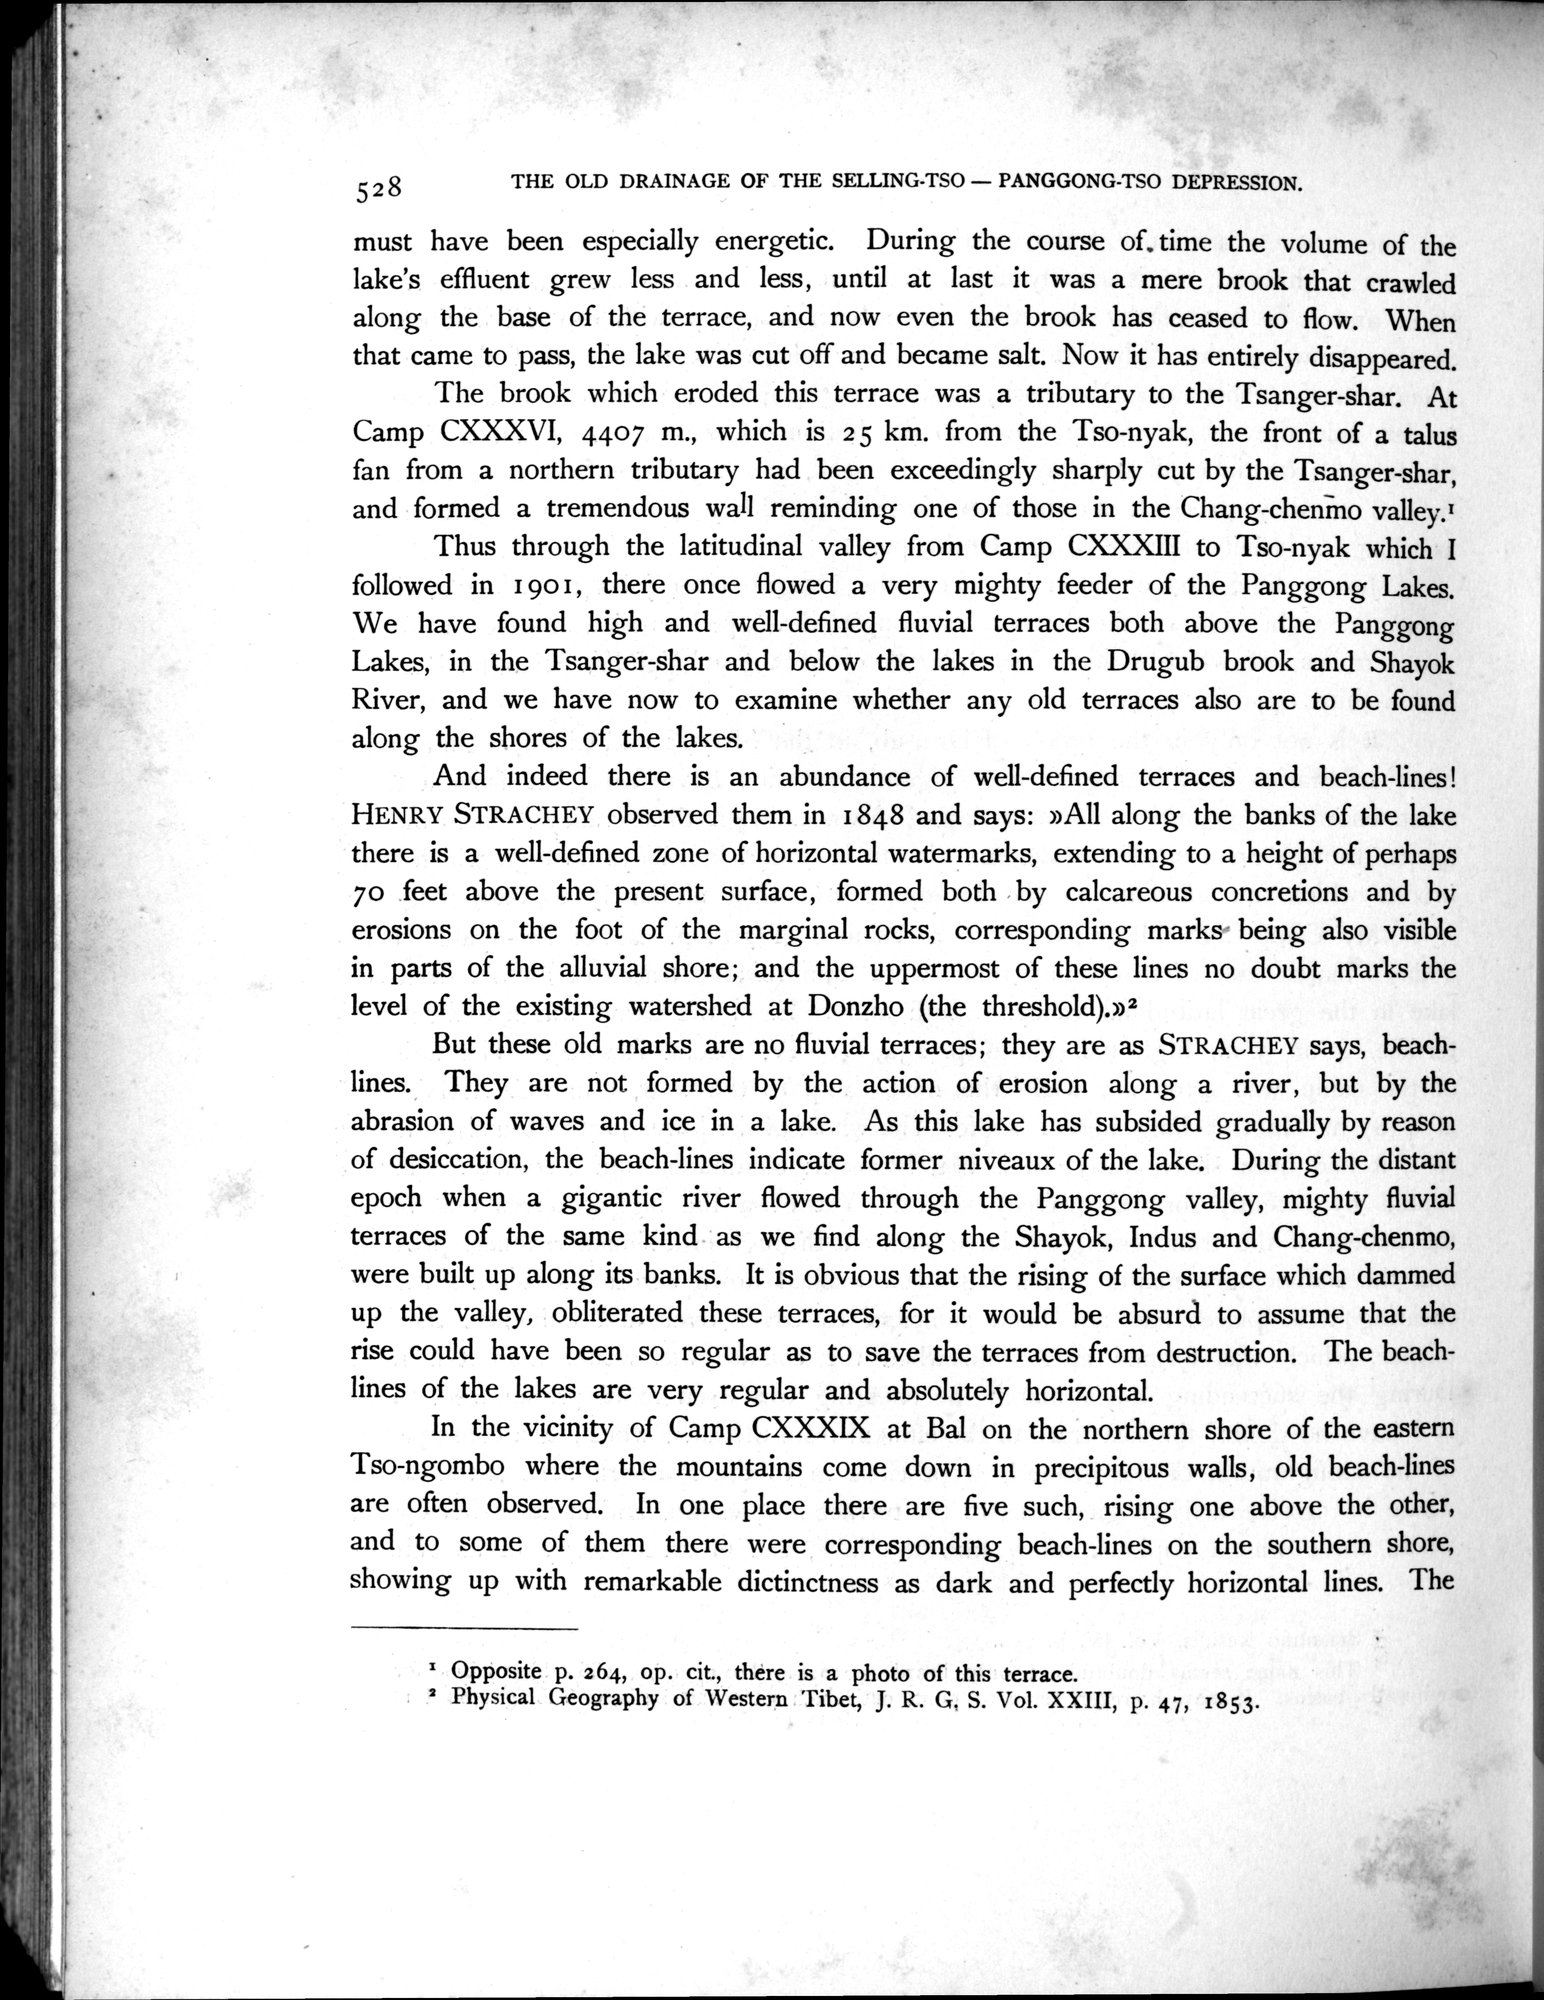 528 THE OLD DRAINAGE OF THE SELLING-TSO — PANGGONG-TSO DEPRESSION.
must have been especially energetic. During the course of time the volume of the
lake's effluent grew less and less, until at last it was a mere brook that crawled
along the base of the terrace, and now even the brook has ceased to flow. When
that came to pass, the lake was cut off and became salt. Now it has entirely disappeared.
The brook which eroded this terrace was a tributary to the Tsanger-shar. At
Camp CXXXVI, 4407 m., which is 25 km. from the Tso-nyak, the front of a talus
fan from a northern tributary had been exceedingly sharply cut by the Tsanger-shar,
and formed a tremendous wall reminding one of those in the Chang-chenmo valley.¹
Thus through the latitudinal valley from Camp CXXXIII to Tso-nyak which I
followed in 1901, there once flowed a very mighty feeder of the Panggong Lakes.
We have found high and well-defined fluvial terraces both above the Panggong
Lakes, in the Tsanger-shar and below the lakes in the Drugub brook and Shayok
River, and we have now to examine whether any old terraces also are to be found
along the shores of the lakes.
And indeed there is an abundance of well-defined terraces and beach-lines!
HENRY STRACHEY observed them in 1848 and says: »All along the banks of the lake
there is a well-defined zone of horizontal watermarks, extending to a height of perhaps
70 feet above the present surface, formed both by calcareous concretions and by
erosions on the foot of the marginal rocks, corresponding marks being also visible
in parts of the alluvial shore; and the uppermost of these lines no doubt marks the
level of the existing watershed at Donzho (the threshold).»²
But these old marks are no fluvial terraces; they are as STRACHEY says, beach-
lines. They are not formed by the action of erosion along a river, but by the
abrasion of waves and ice in a lake. As this lake has subsided gradually by reason
of desiccation, the beach-lines indicate former niveaux of the lake. During the distant
epoch when a gigantic river flowed through the Panggong valley, mighty fluvial
terraces of the same kind as we find along the Shayok, Indus and Chang-chenmo,
were built up along its banks. It is obvious that the rising of the surface which dammed
up the valley, obliterated these terraces, for it would be absurd to assume that the
rise could have been so regular as to save the terraces from destruction. The beach-
lines of the lakes are very regular and absolutely horizontal.
In the vicinity of Camp CXXXIX at Bal on the northern shore of the eastern
Tso-ngombo where the mountains come down in precipitous walls, old beach-lines
are often observed. In one place there are five such, rising one above the other,
and to some of them there were corresponding beach-lines on the southern shore,
showing up with remarkable dictinctness as dark and perfectly horizontal lines. The
¹ Opposite p. 264, op. cit., there is a photo of this terrace.
² Physical Geography of Western Tibet, J. R. G. S. Vol. XXIII, p. 47, 1853.